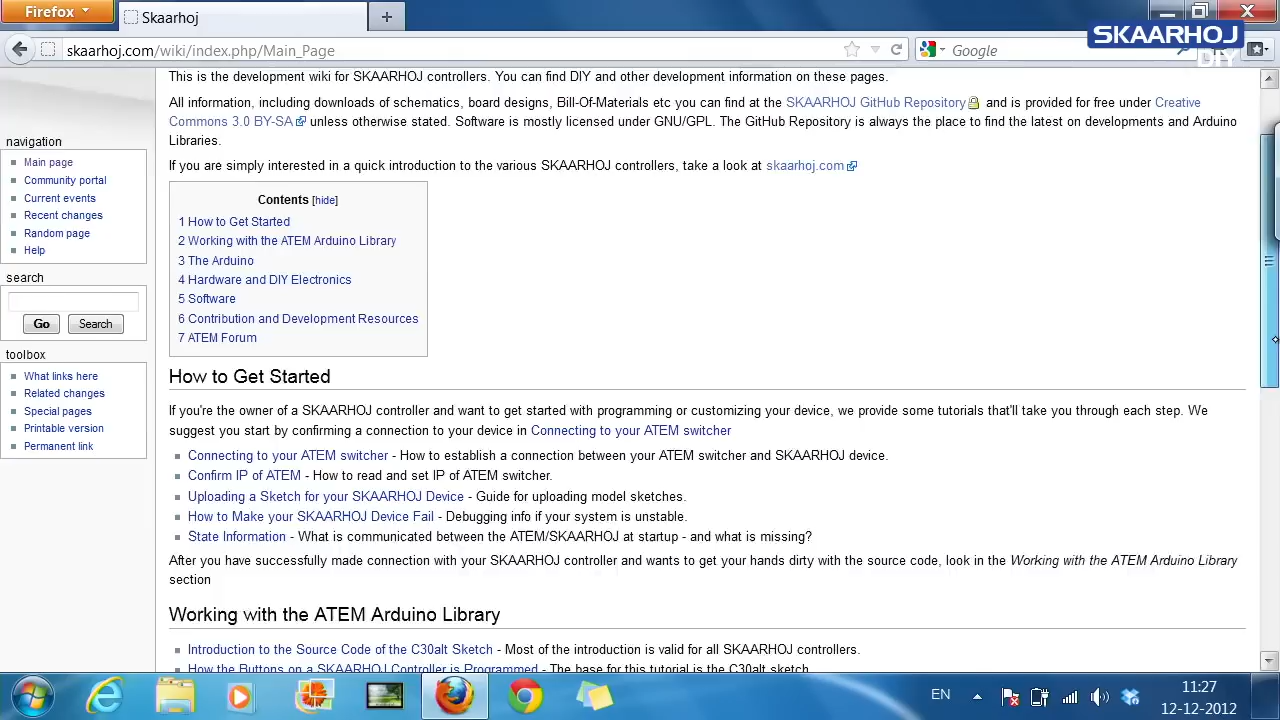 Firefox
Skaarhoj
skaarhoj.com/wiki/index.php/Main_Page
Google
SKAARHOJ
DIY
This is the development wiki for SKAARHOJ controllers. You can find DIY and other development information on these pages.
All information, including downloads of schematics, board designs, Bill-Of-Materials etc you can find at the SKAARHOJ GitHub Repository and is provided for free under Creative
Commons 3.0 BY-SA unless otherwise stated. Software is mostly licensed under GNU/GPL. The GitHub Repository is always the place to find the latest on developments and Arduino
Libraries.
If you are simply interested in a quick introduction to the various SKAARHOJ controllers, take a look at skaarhoj.com
navigation
Main page
Community portal
Current events
Recent changes
Random page
Help
search
Go
Search
toolbox
What links here
Related changes
Special pages
Printable version
Permanent link
Contents [hide]
1 How to Get Started
2 Working with the ATEM Arduino Library
3 The Arduino
4 Hardware and DIY Electronics
5 Software
6 Contribution and Development Resources
7 ATEM Forum
How to Get Started
If you're the owner of a SKAARHOJ controller and want to get started with programming or customizing your device, we provide some tutorials that'll take you through each step. We
suggest you start by confirming a connection to your device in Connecting to your ATEM switcher
Connecting to your ATEM switcher - How to establish a connection between your ATEM switcher and SKAARHOJ device.
Confirm IP of ATEM - How to read and set IP of ATEM switcher.
Uploading a Sketch for your SKAARHOJ Device - Guide for uploading model sketches.
How to Make your SKAARHOJ Device Fail - Debugging info if your system is unstable.
State Information - What is communicated between the ATEM/SKAARHOJ at startup - and what is missing?
After you have successfully made connection with your SKAARHOJ controller and wants to get your hands dirty with the source code, look in the Working with the ATEM Arduino Library
section
Working with the ATEM Arduino Library
Introduction to the Source Code of the C30alt Sketch - Most of the introduction is valid for all SKAARHOJ controllers.
How the Buttons on a SKAARHOJ Controller is Programmed - The base for this tutorial is the C30alt sketch
EN
11:27
12-12-2012